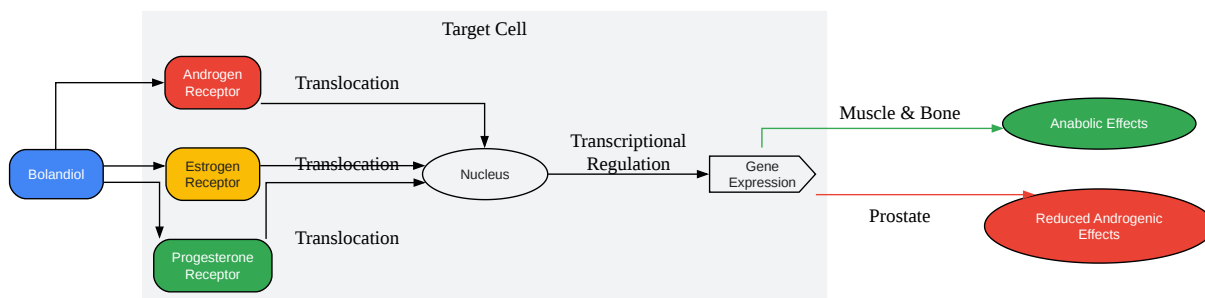 Target Cell
Androgen
Receptor
Translocation
Muscle & Bone
Anabolic Effects
Bolandiol
Estrogen
Receptor
Translocation
Nucleus
Transcriptional
Regulation
Gene
Expression
Prostate
Reduced Androgenic
Effects
Progesterone
Receptor
Translocation